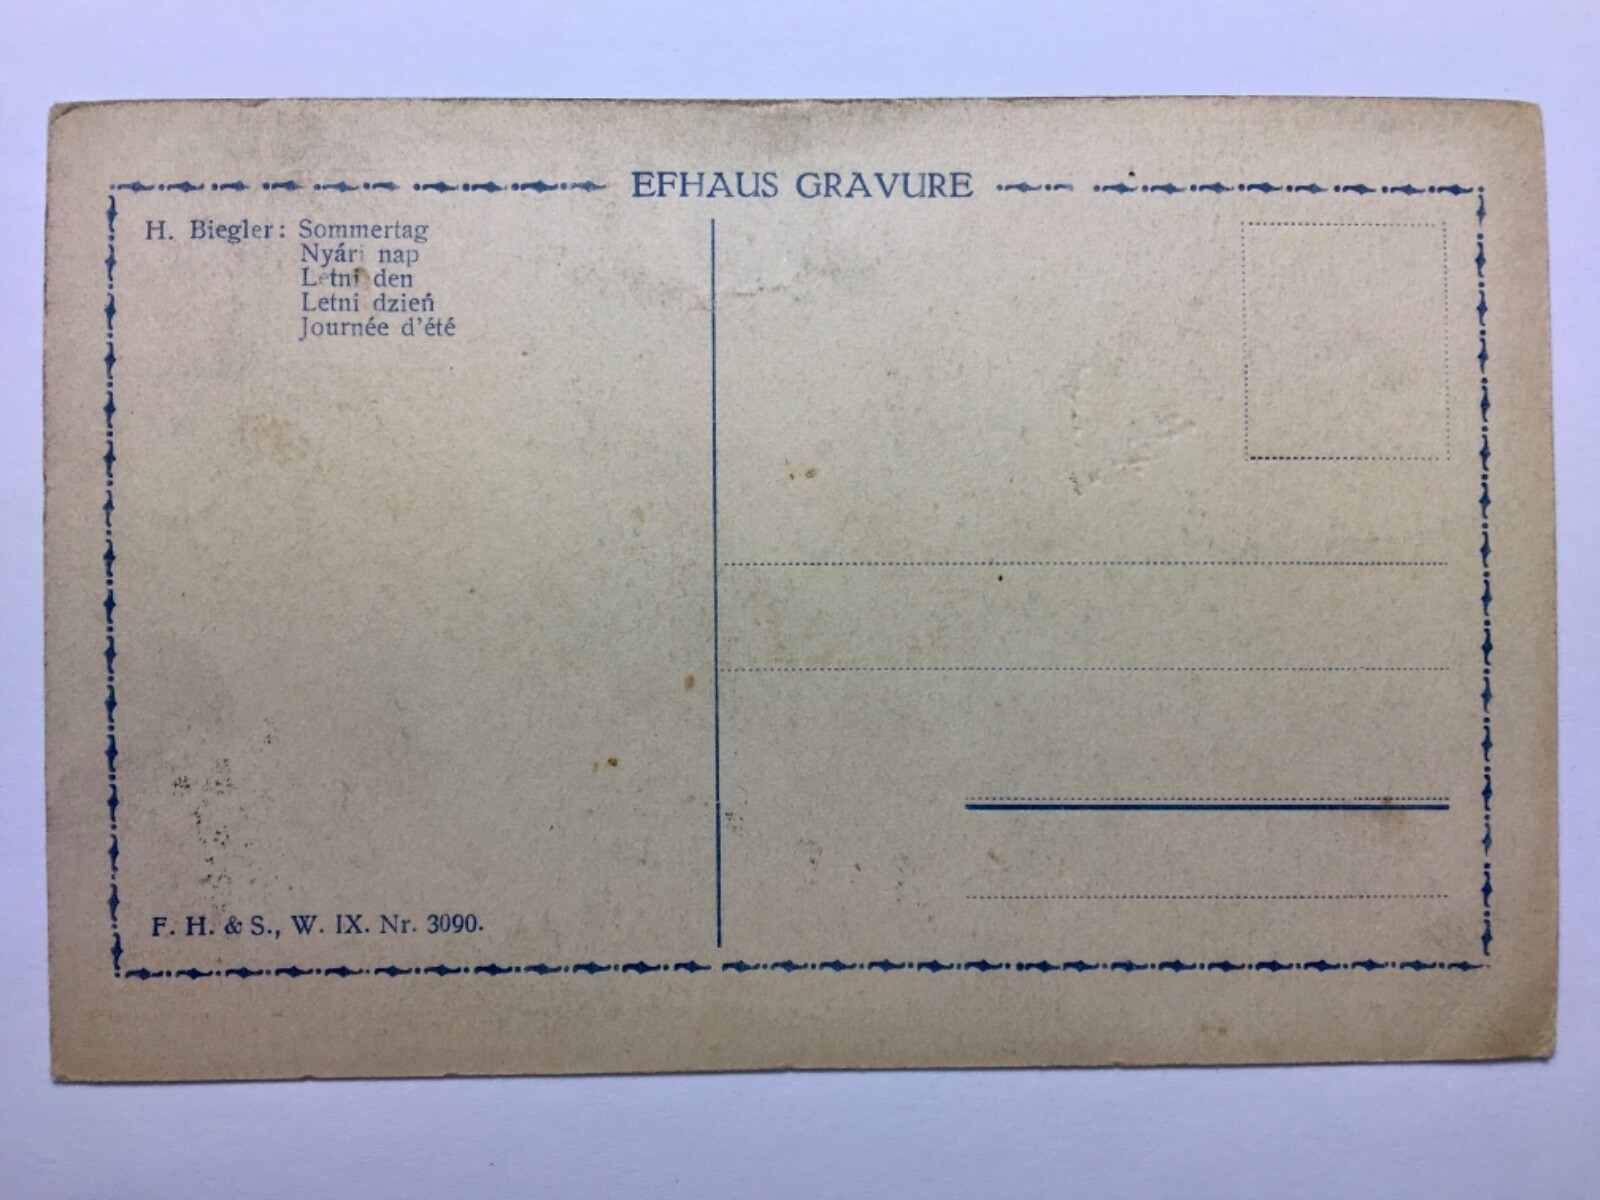 EFHAUS GRAVURE
H. Biegler: Sommertag
Nyári nap
Letni den
Letni dzień
Journée d'été
F. H. & S., W. IX. Nr. 3090.